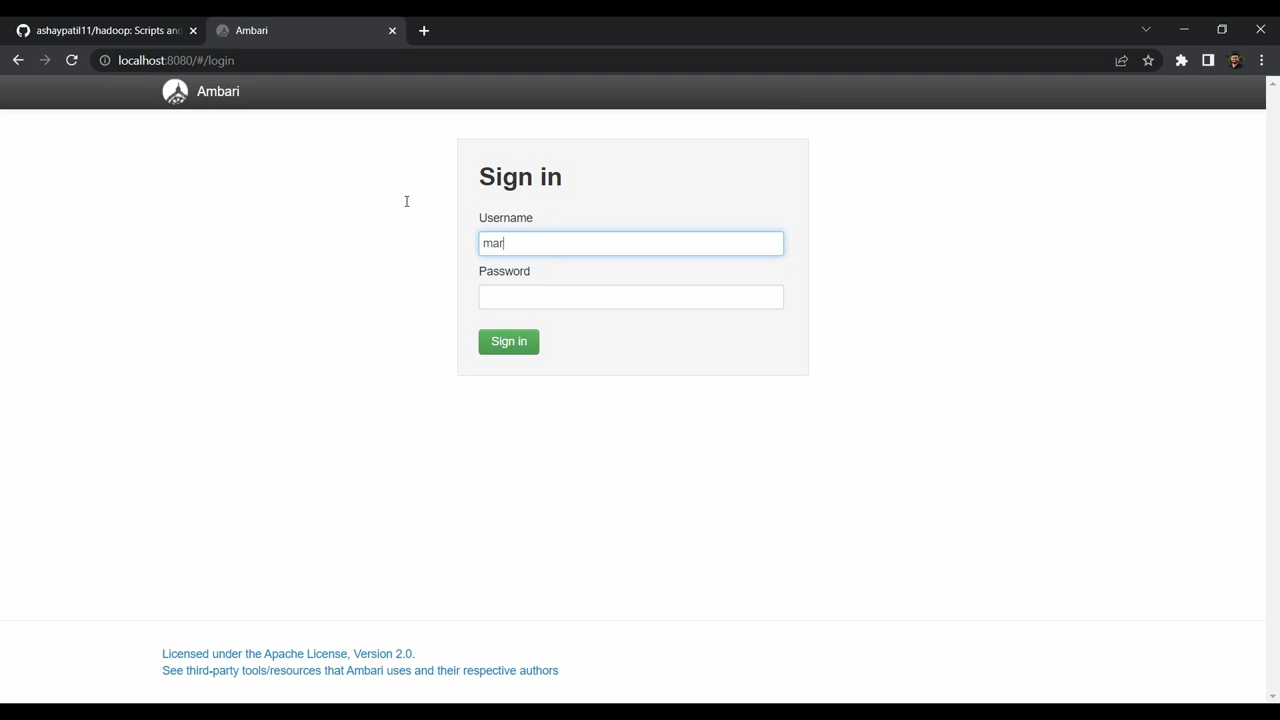 ashaypatil11/hadoop: Scripts and
Ambari
localhost:8080/#/login
Ambari
Sign in
Username
mar
Password
Sign in
Licensed under the Apache License, Version 2.0.
See third-party tools/resources that Ambari uses and their respective authors